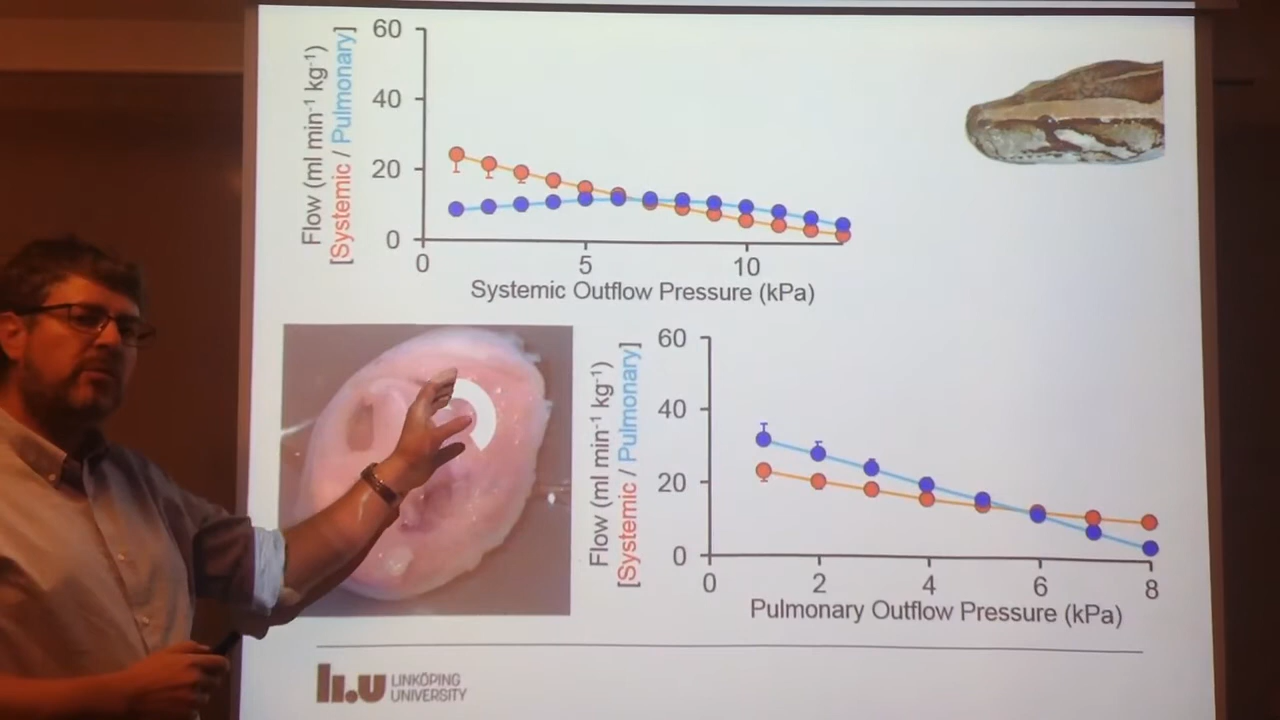 60
40
20
0
Flow (ml min⁻¹ kg⁻¹)
[Systemic / Pulmonary]
0 5 10
Systemic Outflow Pressure (kPa)
60
40
20
0
Flow (ml min⁻¹ kg⁻¹)
[Systemic / Pulmonary]
0 2 4 6 8
Pulmonary Outflow Pressure (kPa)
li.u LINKÖPING
UNIVERSITY